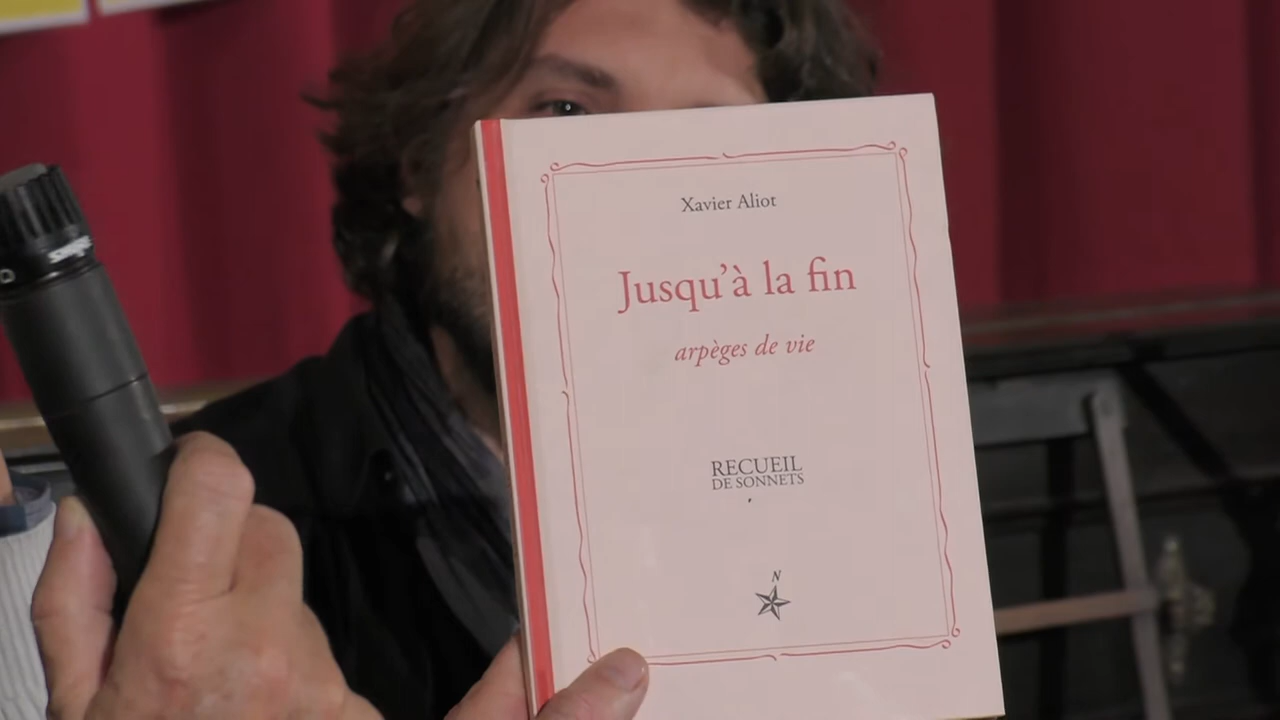 Xavier Aliot
Jusqu'à la fin
arpèges de vie
RECUEIL
DE SONNETS
N